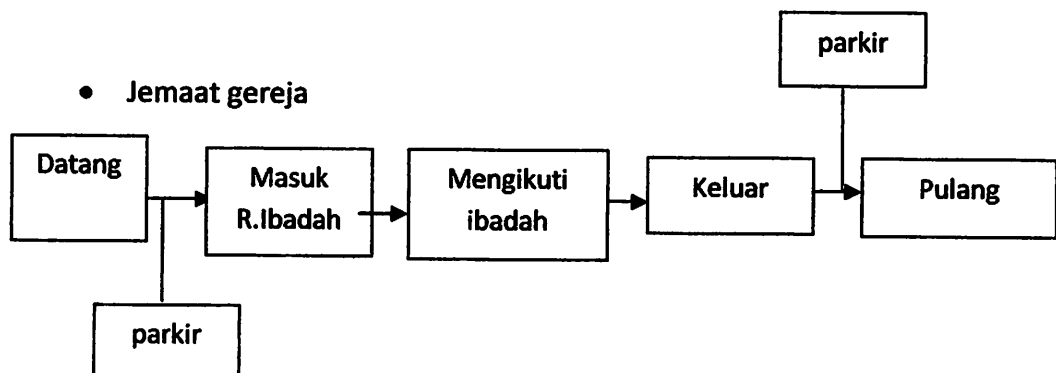 parkir
• Jemaat gereja
Datang
Masuk
R.Ibadah
Mengikuti
ibadah
Keluar
Pulang
parkir